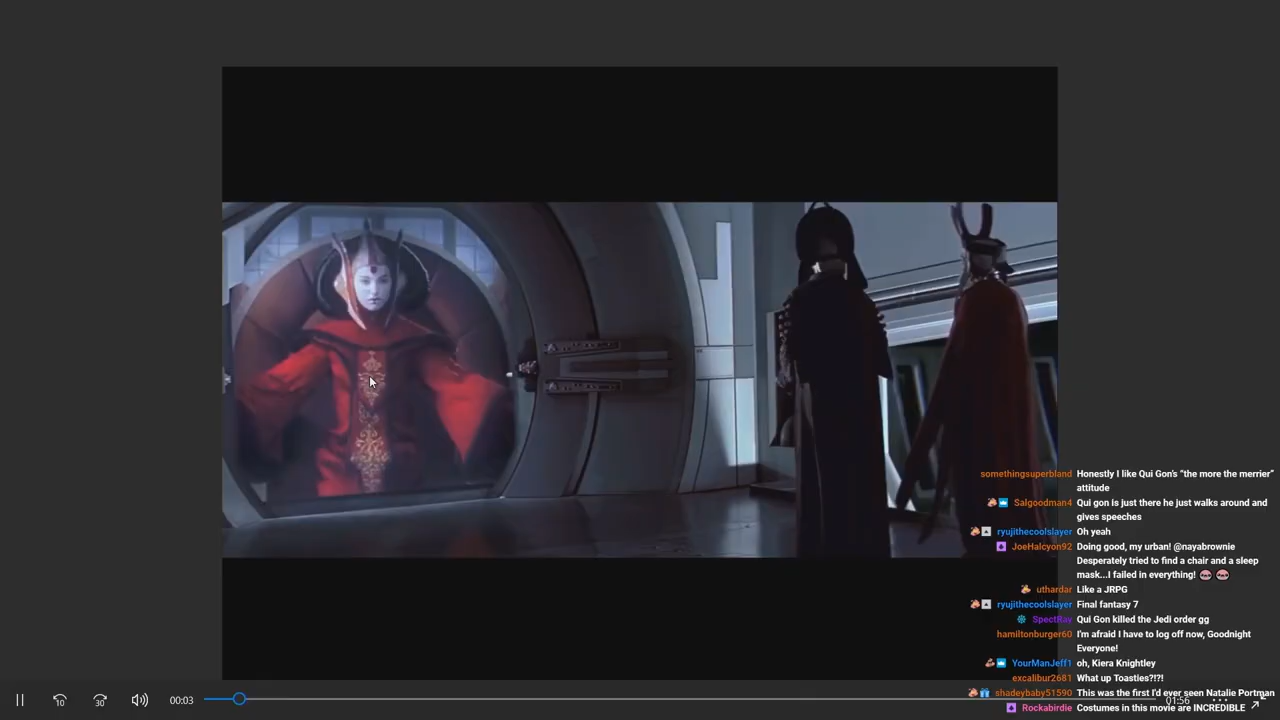 somethingsuperbland Honestly I like Qui Gon's "the more the merrier"
attitude
Salgoodman4 Qui gon is just there he just walks around and
gives speeches
ryujithecoolslayer Oh yeah
JoeHalcyon92 Doing good, my urban! @nayabrownie
Desperately tried to find a chair and a sleep
mask...I failed in everything!
uthardar Like a JRPG
ryujithecoolslayer Final fantasy 7
SpectRay Qui Gon killed the Jedi order gg
hamiltonburger60 I'm afraid I have to log off now, Goodnight
Everyone!
YourManJeff1 oh, Kiera Knightley
excalibur2681 What up Toasties?!?!
shadeybaby51590 This was the first I'd ever seen Natalie Portman
Rockabirdie Costumes in this movie are INCREDIBLE
10
30
00:03
01:56